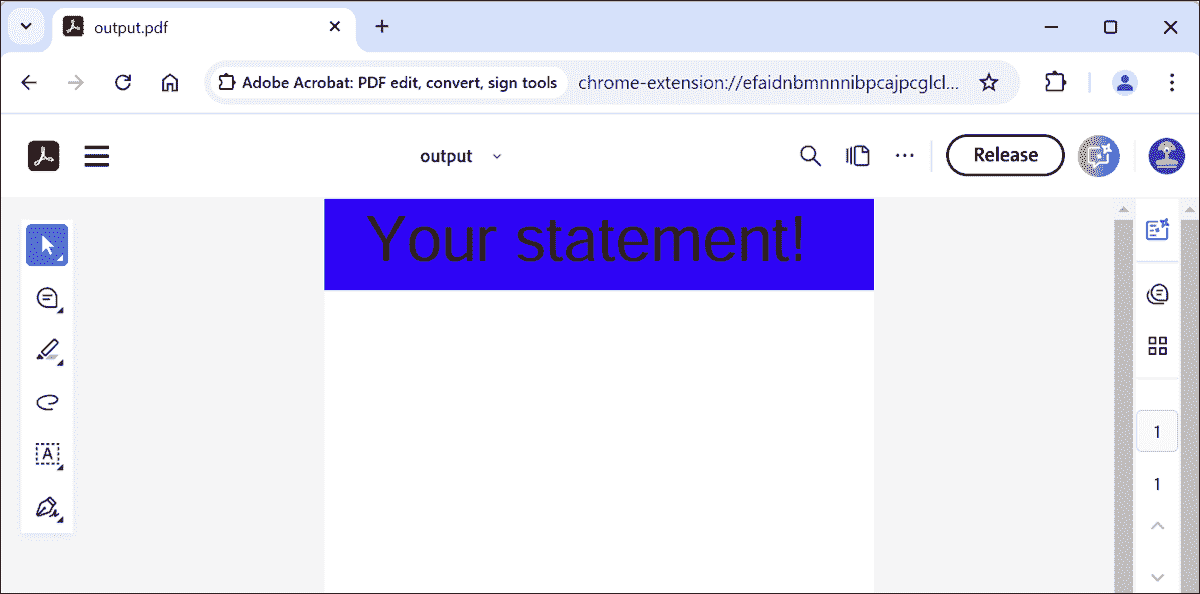 output.pdf
Adobe Acrobat: PDF edit, convert, sign tools
chrome-extension://efaidnbmnnnibpcajpcglcl...
output
Release
Your statement!
A
1
1